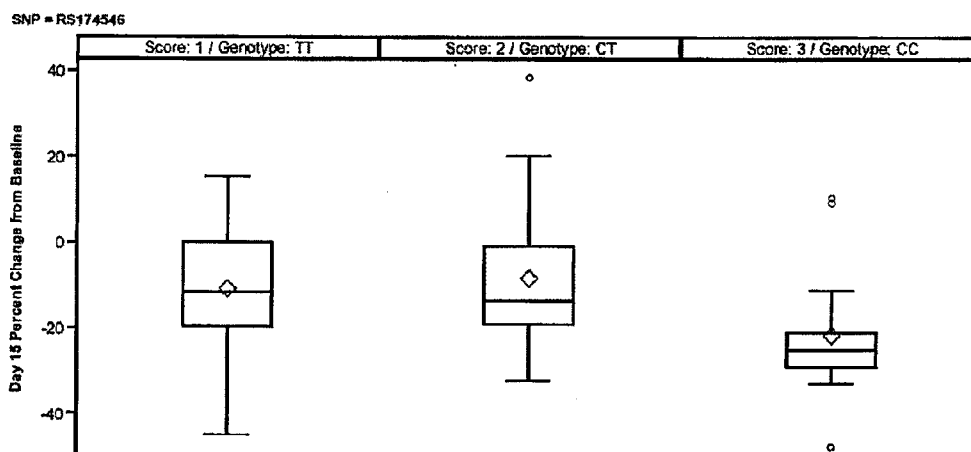 SNP = RS174546
Score: 1 / Genotype: TT
Score: 2 / Genotype: CT
Score: 3 / Genotype: CC
Day 15 Percent Change from Baseline
40
20
0
-20
-40